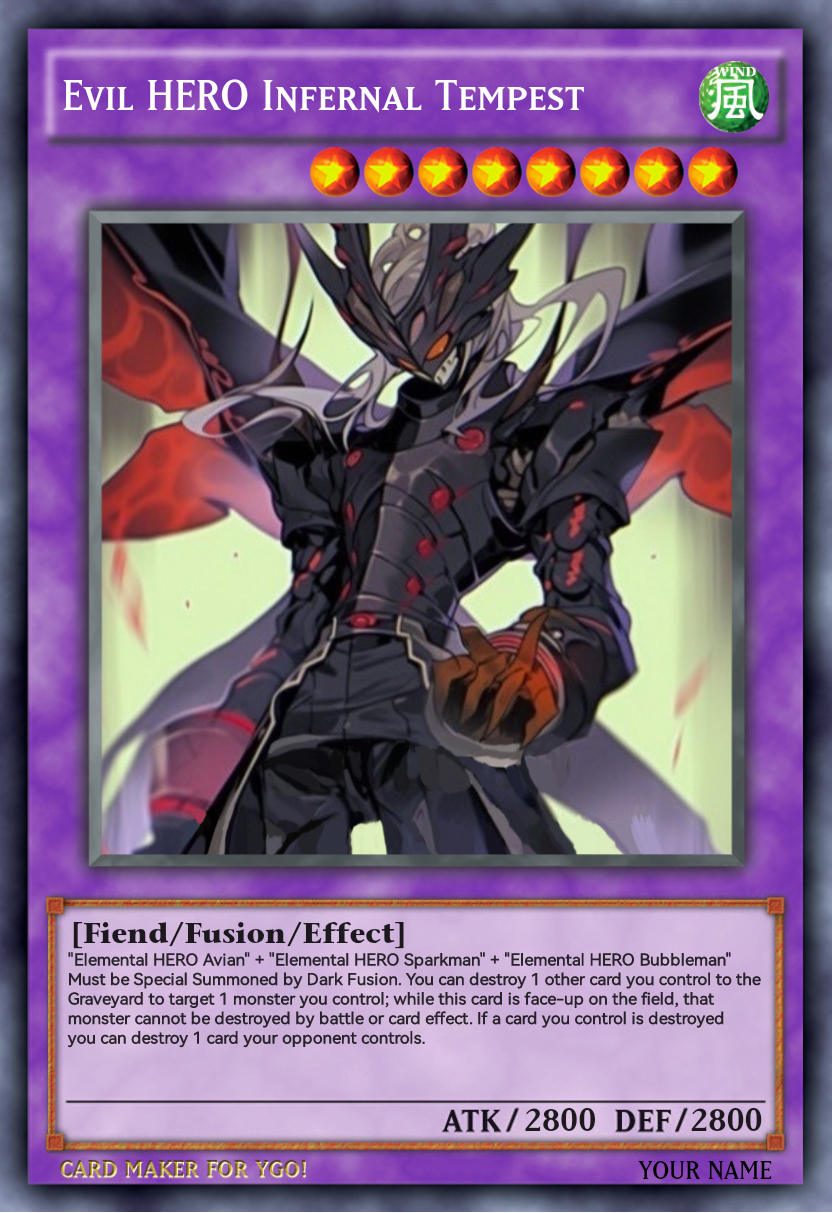 Evil HERO Infernal Tempest
WIND
風
[Fiend/Fusion/Effect]
"Elemental HERO Avian" + "Elemental HERO Sparkman" + "Elemental HERO Bubbleman"
Must be Special Summoned by Dark Fusion. You can destroy 1 other card you control to the
Graveyard to target 1 monster you control; while this card is face-up on the field, that
monster cannot be destroyed by battle or card effect. If a card you control is destroyed
you can destroy 1 card your opponent controls.
ATK/2800 DEF/2800
CARD MAKER FOR YGO! YOUR NAME